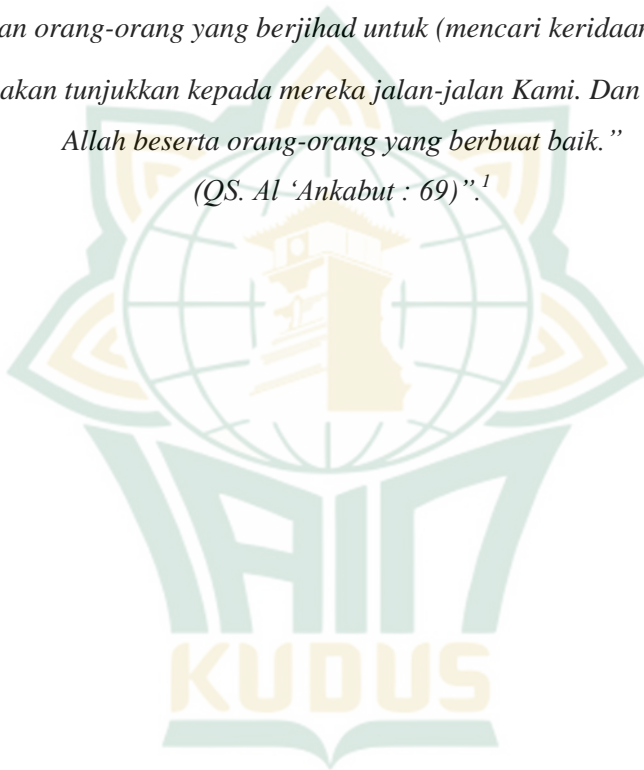 an orang-orang yang berjihad untuk (mencari keridaan
akan tunjukkan kepada mereka jalan-jalan Kami. Dan
Allah beserta orang-orang yang berbuat baik.”
(QS. Al ‘Ankabut : 69)”.1
IAIN
KUDUS